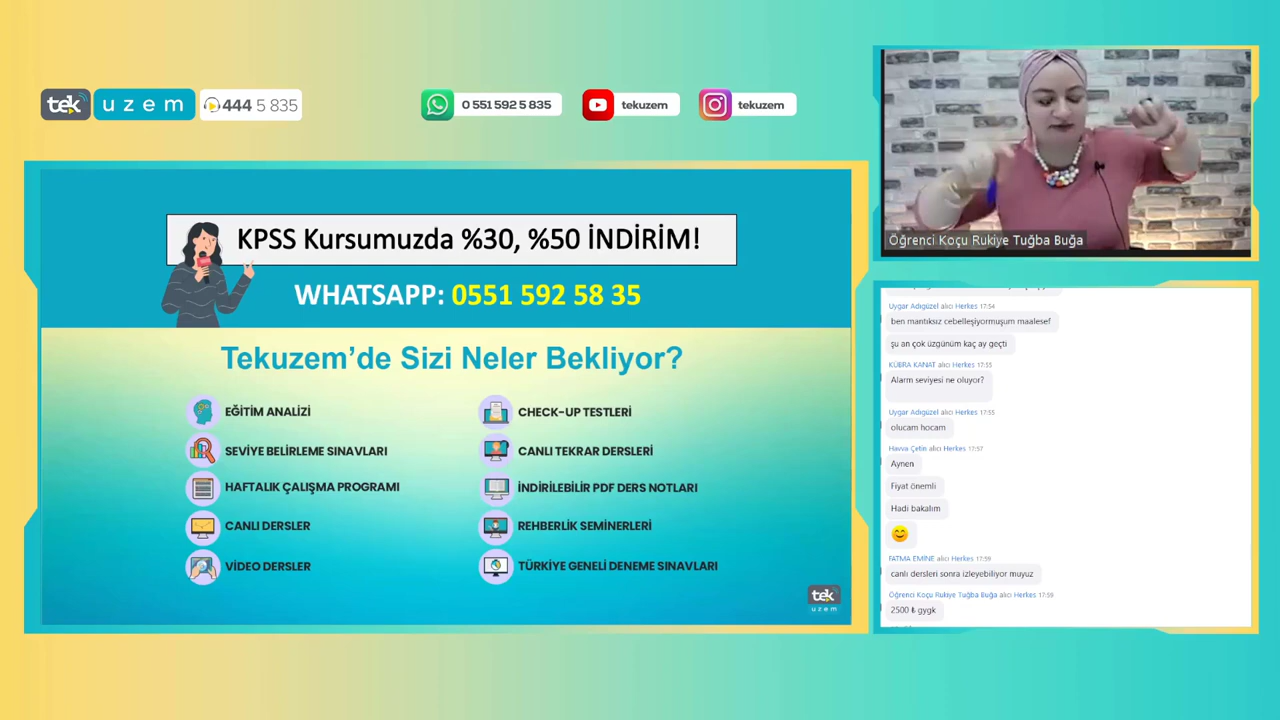 tek uzem 444 5 835
0 551 592 5 835
tekuzem
tekuzem
KPSS Kursumuzda %30, %50 İNDİRİM!
WHATSAPP: 0551 592 58 35
Tekuzem’de Sizi Neler Bekliyor?
EĞİTİM ANALİZİ
SEVİYE BELİRLEME SINAVLARI
HAFTALIK ÇALIŞMA PROGRAMI
CANLI DERSLER
VİDEO DERSLER
CHECK-UP TESTLERİ
CANLI TEKRAR DERSLERİ
İNDİRİLEBİLİR PDF DERS NOTLARI
REHBERLİK SEMİNERLERİ
TÜRKİYE GENELİ DENEME SINAVLARI
tek
uzem
Öğrenci Koçu Rukiye Tuğba Buğa
Uygar Adıgüzel alıcı Herkes 17:54
ben mantıksız cebelleşiyormuşum maalesef
şu an çok üzgünüm kaç ay geçti
KÜBRA KANAT alıcı Herkes 17:55
Alarm seviyesi ne oluyor?
Uygar Adıgüzel alıcı Herkes 17:55
olucam hocam
Havva Çetin alıcı Herkes 17:57
Aynen
Fiyat önemli
Hadi bakalım
FATMA EMİNE alıcı Herkes 17:59
canlı dersleri sonra izleyebiliyor muyuz
Öğrenci Koçu Rukiye Tuğba Buğa alıcı Herkes 17:59
2500 ₺ gygk